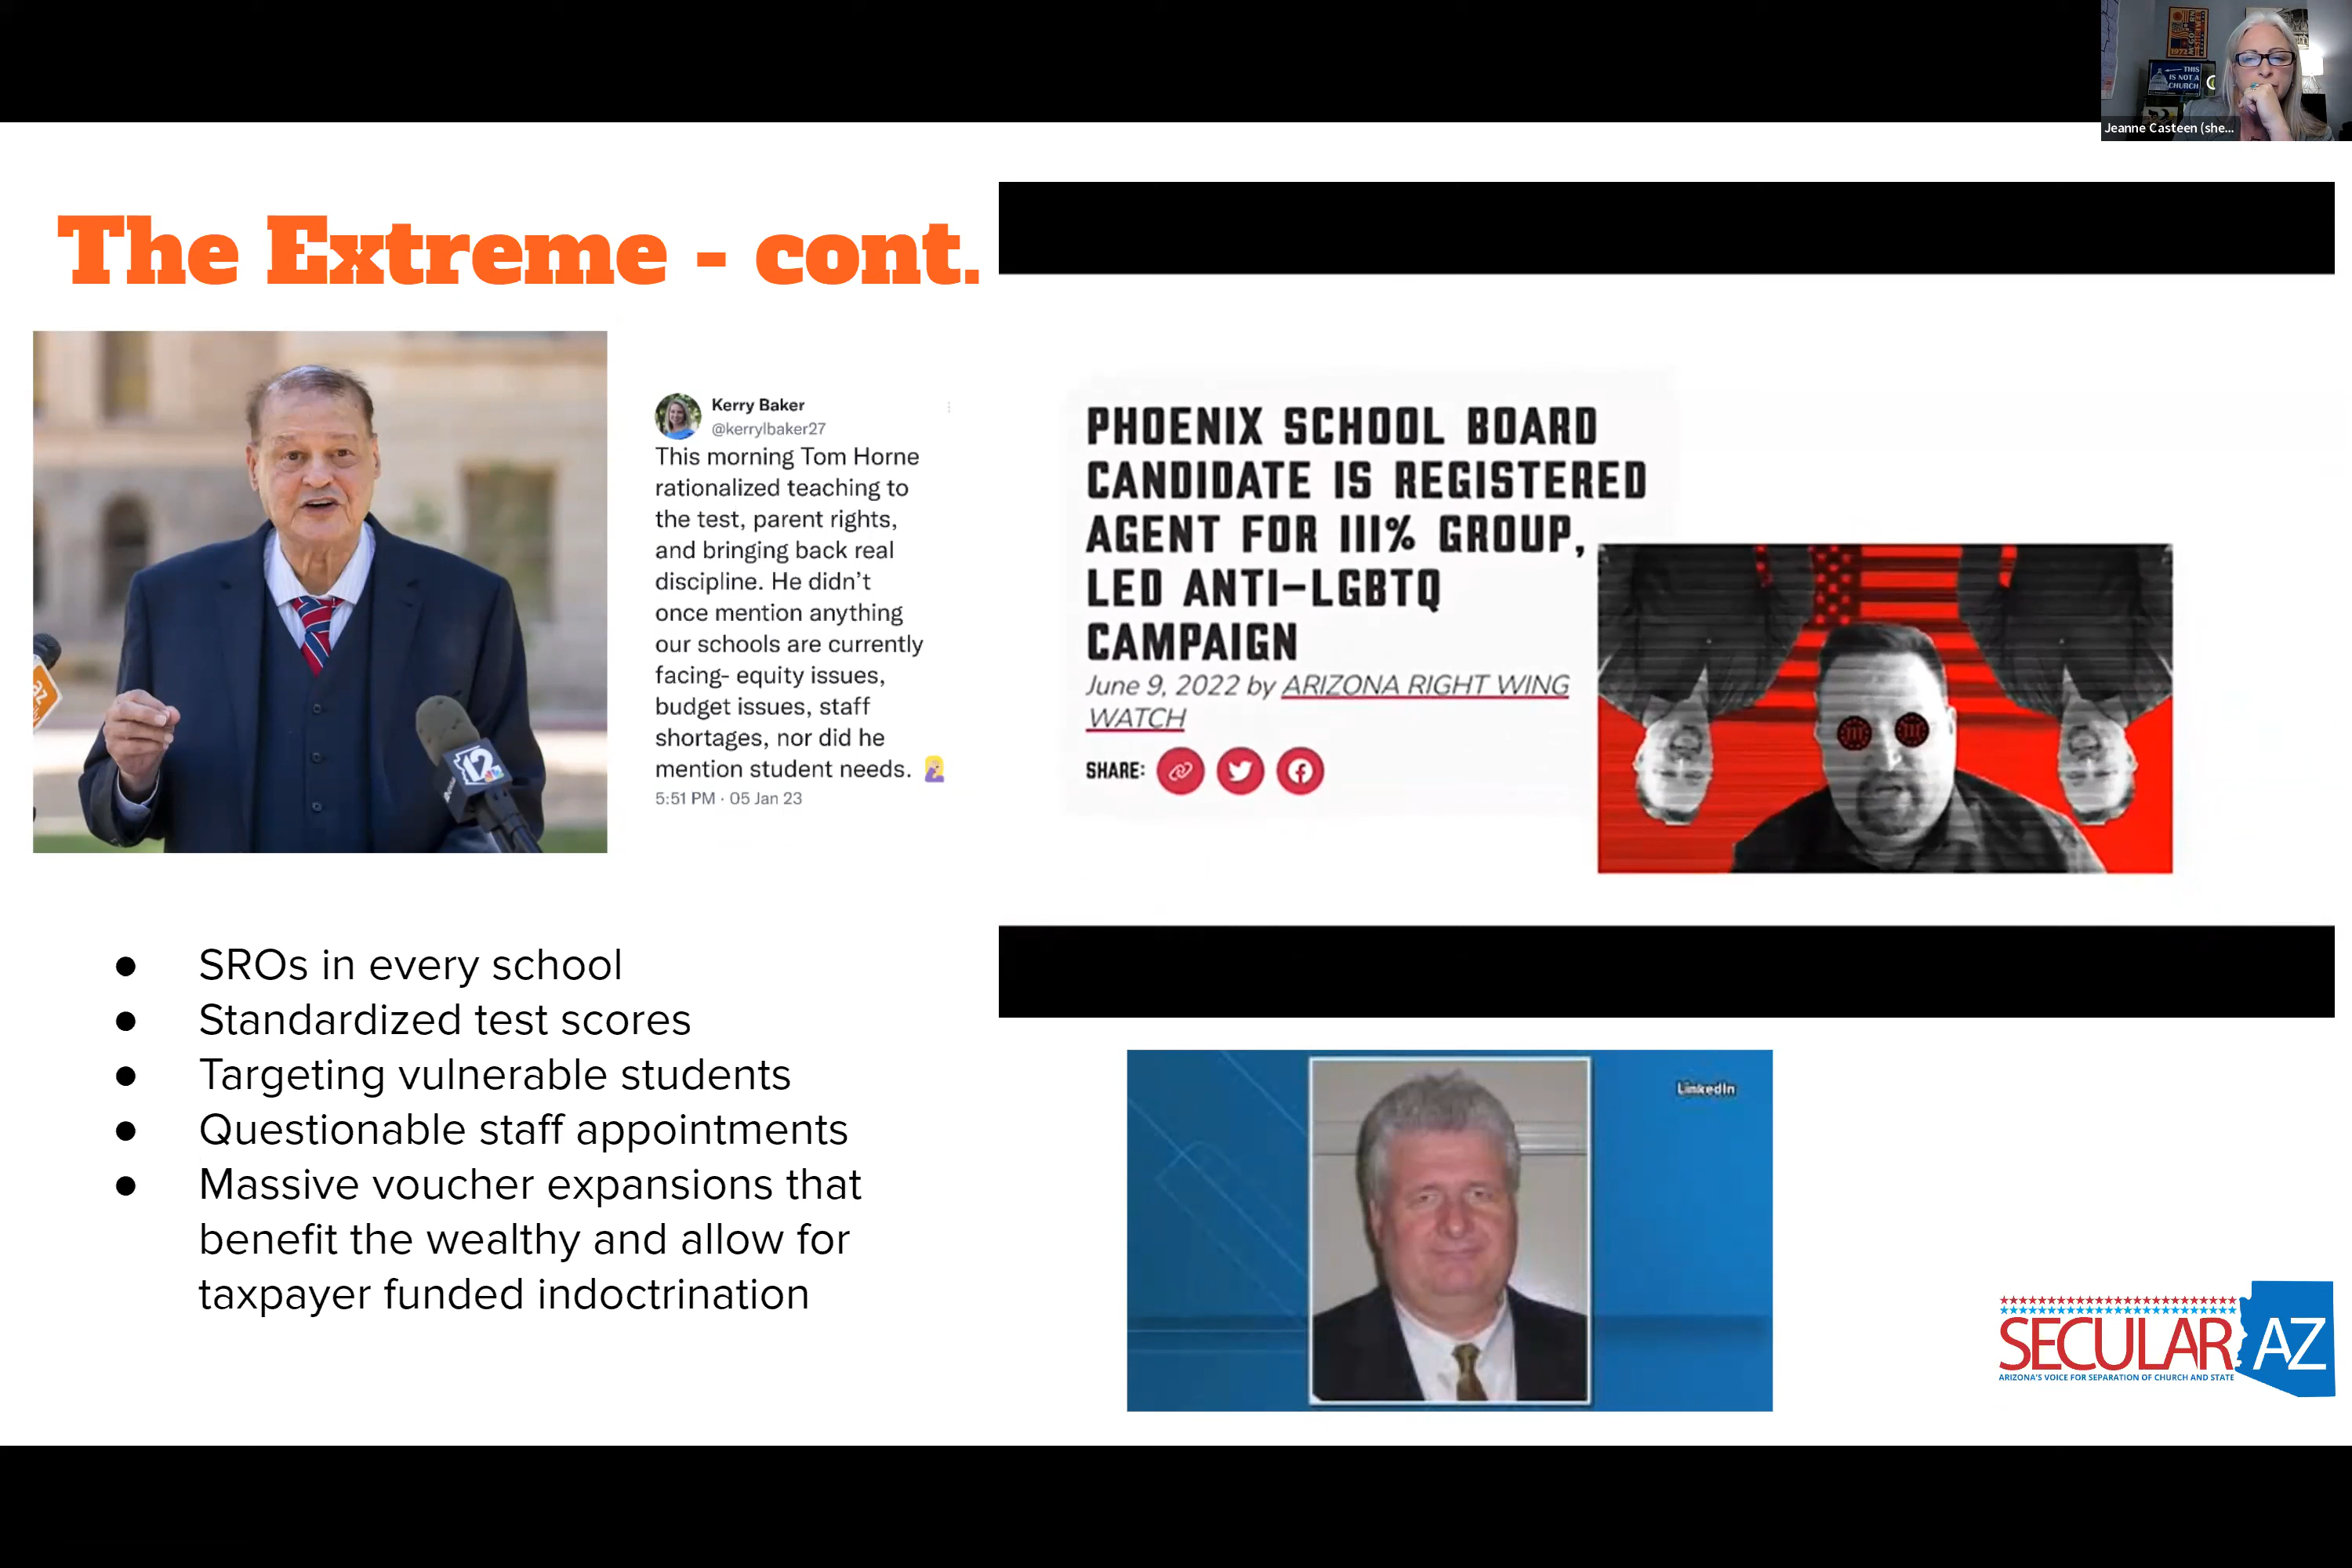 THIS
IS NOT A
CHURCH
Jeanne Casteen (she...
The Extreme - cont.
12
Kerry Baker
@kerrylbaker27
This morning Tom Horne
rationalized teaching to
the test, parent rights,
and bringing back real
discipline. He didn’t
once mention anything
our schools are currently
facing- equity issues,
budget issues, staff
shortages, nor did he
mention student needs. 🤦‍♀️
5:51 PM · 05 Jan 23
PHOENIX SCHOOL BOARD
CANDIDATE IS REGISTERED
AGENT FOR III% GROUP,
LED ANTI-LGBTQ
CAMPAIGN
June 9, 2022 by ARIZONA RIGHT WING
WATCH
SHARE:
● SROs in every school
● Standardized test scores
● Targeting vulnerable students
● Questionable staff appointments
● Massive voucher expansions that
benefit the wealthy and allow for
taxpayer funded indoctrination
LinkedIn
SECULAR AZ
ARIZONA'S VOICE FOR SEPARATION OF CHURCH AND STATE